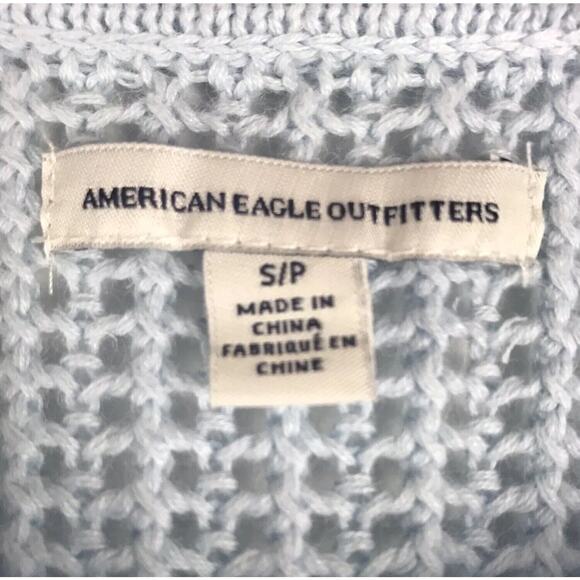 AMERICAN EAGLE OUTFITTERS
S/P
MADE IN
CHINA
FABRIQUÉ EN
CHINE